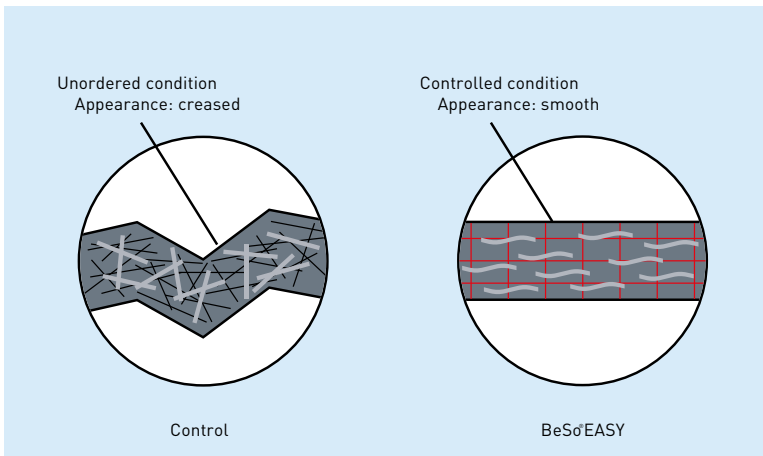 Unordered condition
Appearance: creased
Controlled condition
Appearance: smooth
Control
BeSo®EASY